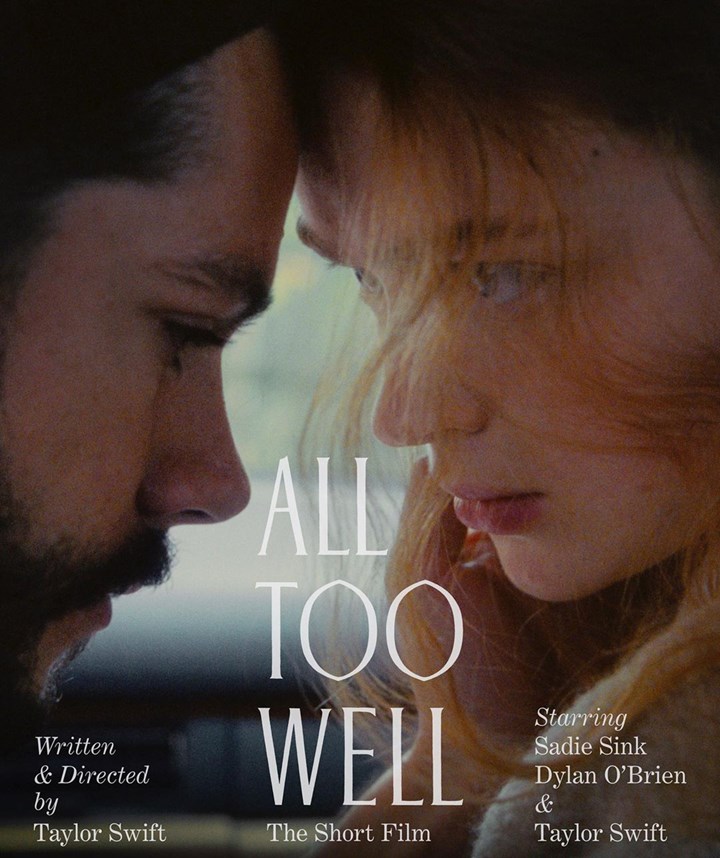 ALL
TOO
WELL
Written
& Directed
by
Taylor Swift
The Short Film
Starring
Sadie Sink
Dylan O’Brien
&
Taylor Swift